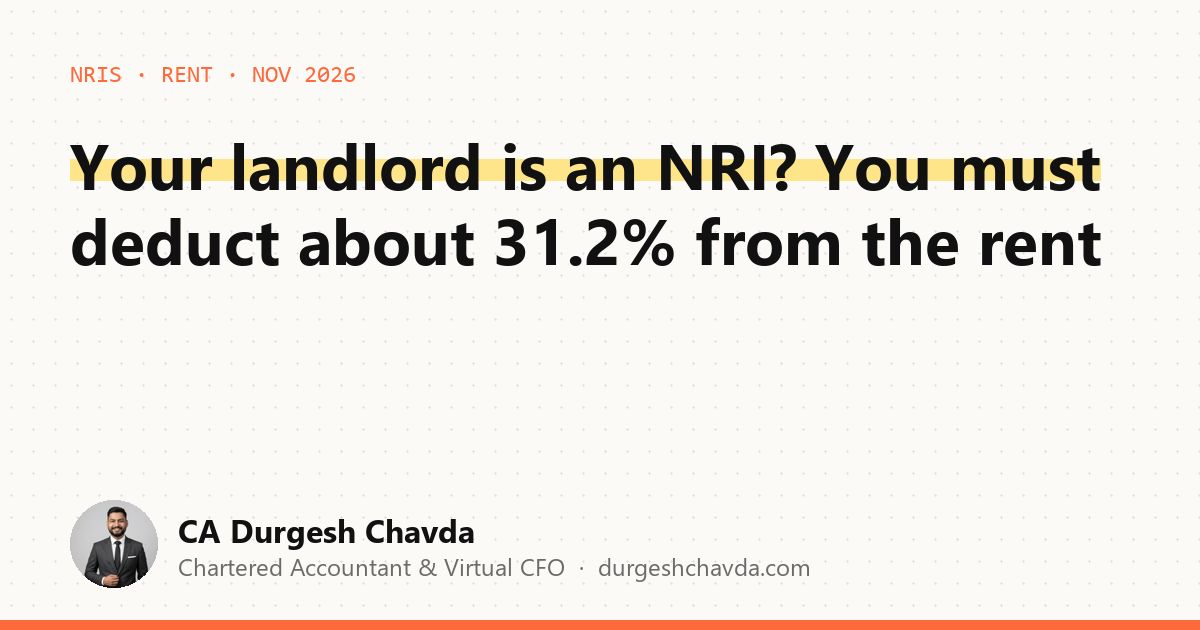 NRIS · RENT · NOV 2026
Your landlord is an NRI? You must
deduct about 31.2% from the rent
CA Durgesh Chavda
Chartered Accountant & Virtual CFO · durgeshchavda.com